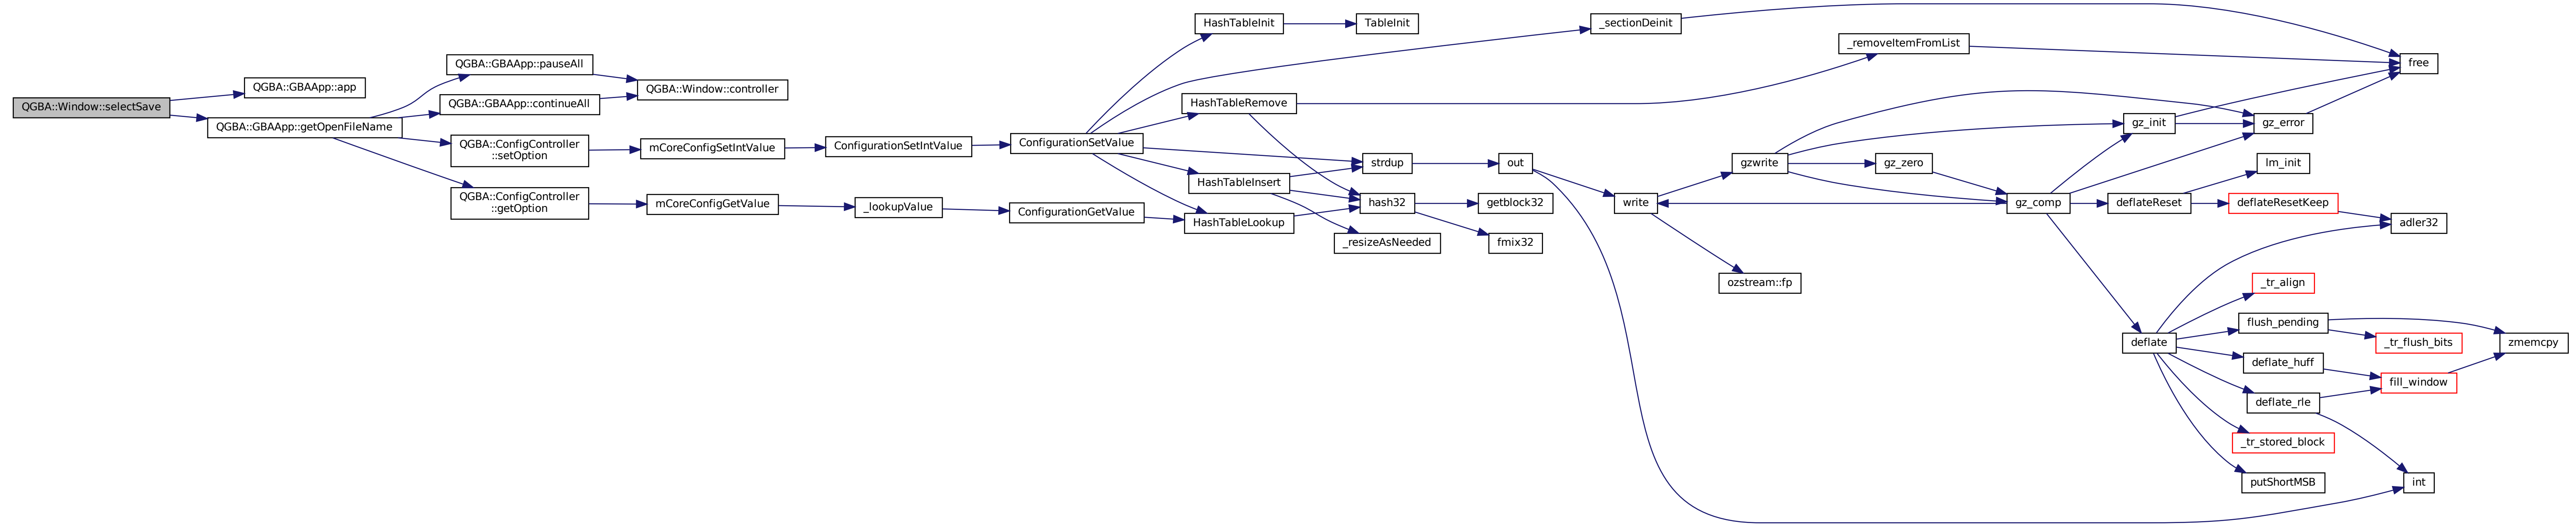 QGBA::Window::selectSave
QGBA::GBAApp::app
QGBA::GBAApp::getOpenFileName
QGBA::GBAApp::pauseAll
QGBA::GBAApp::continueAll
QGBA::ConfigController
::setOption
QGBA::ConfigController
::getOption
QGBA::Window::controller
mCoreConfigSetIntValue
mCoreConfigGetValue
ConfigurationSetIntValue
_lookupValue
ConfigurationSetValue
ConfigurationGetValue
HashTableInit
HashTableRemove
HashTableInsert
HashTableLookup
TableInit
strdup
hash32
_resizeAsNeeded
out
getblock32
fmix32
_sectionDeinit
write
_removeItemFromList
gzwrite
ozstream::fp
gz_zero
gz_comp
gz_init
deflateReset
deflate
free
gz_error
lm_init
deflateResetKeep
adler32
_tr_align
flush_pending
deflate_huff
deflate_rle
_tr_stored_block
putShortMSB
_tr_flush_bits
fill_window
int
zmemcpy